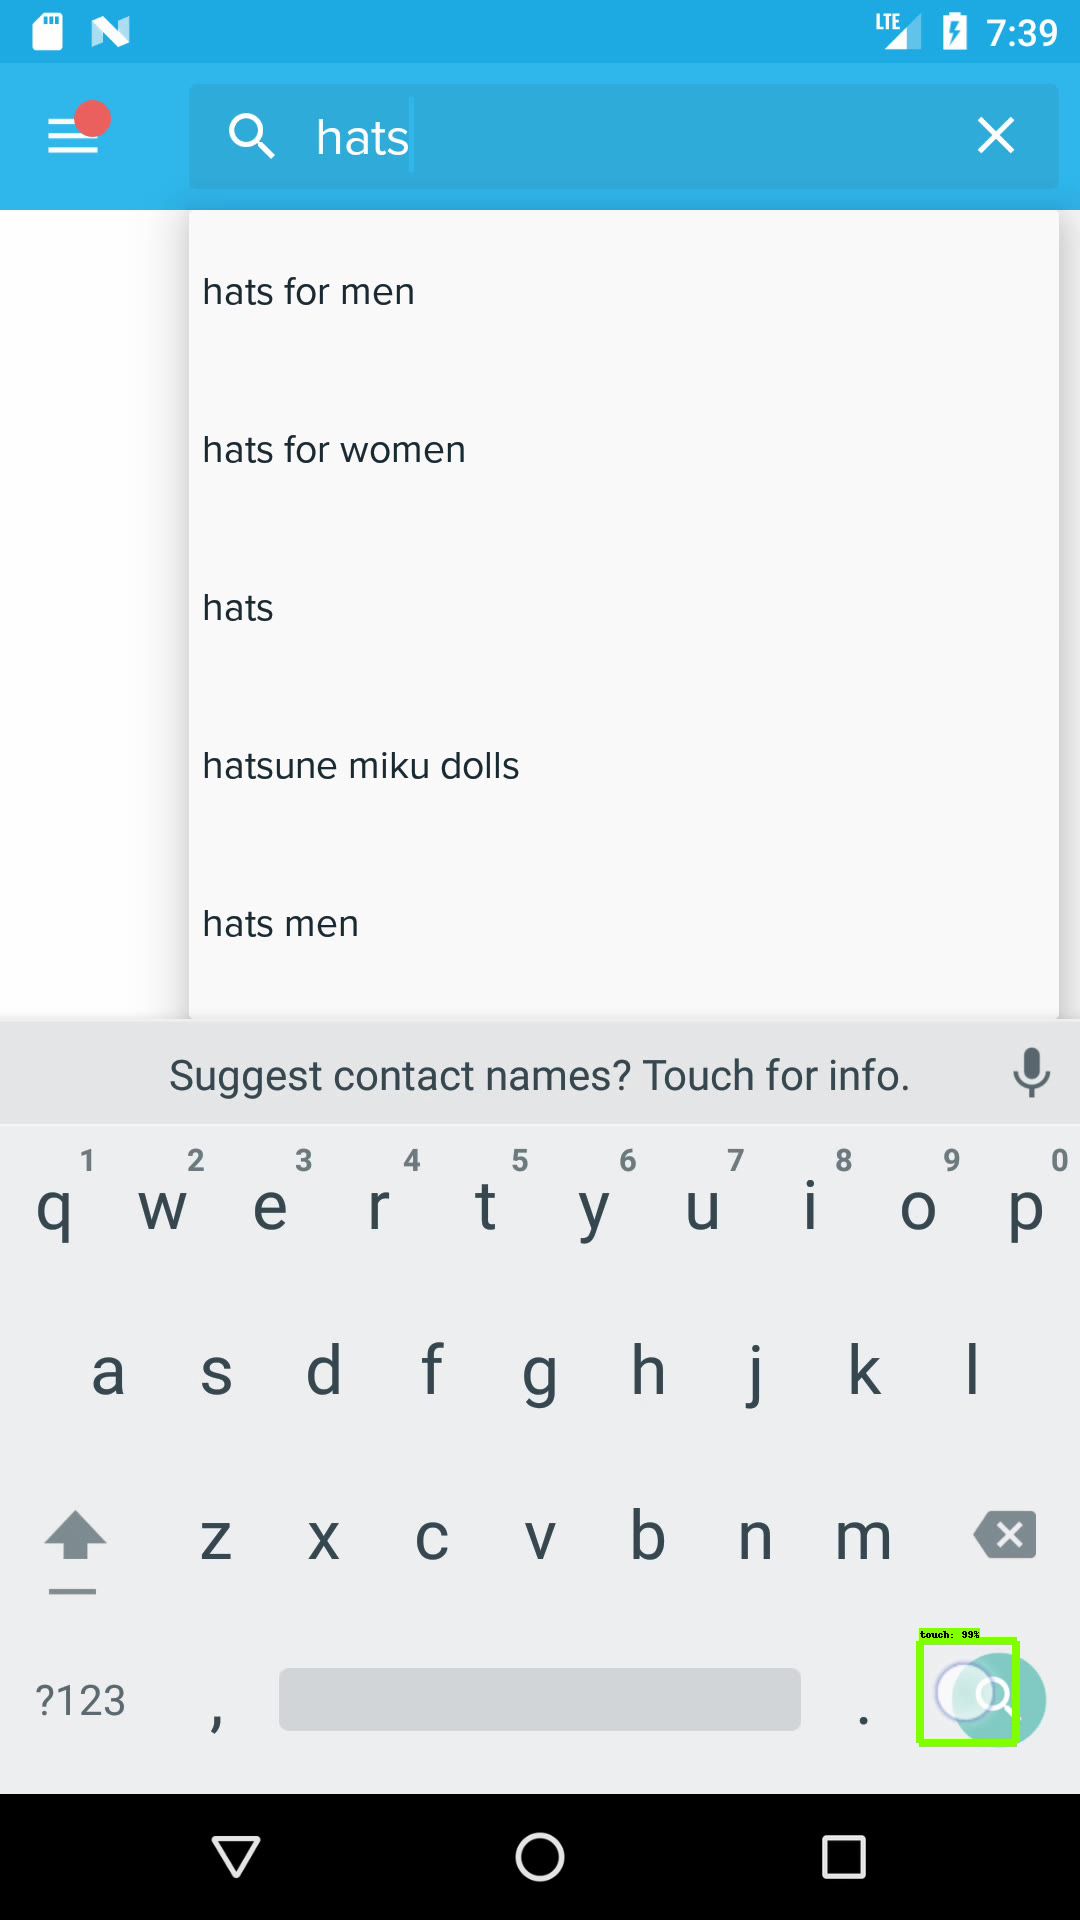 LTE 7:39
hats
hats for men
hats for women
hats
hatsune miku dolls
hats men
Suggest contact names? Touch for info.
1 2 3 4 5 6 7 8 9 0
q w e r t y u i o p
a s d f g h j k l
z x c v b n m
touch: 99%
?123 , .